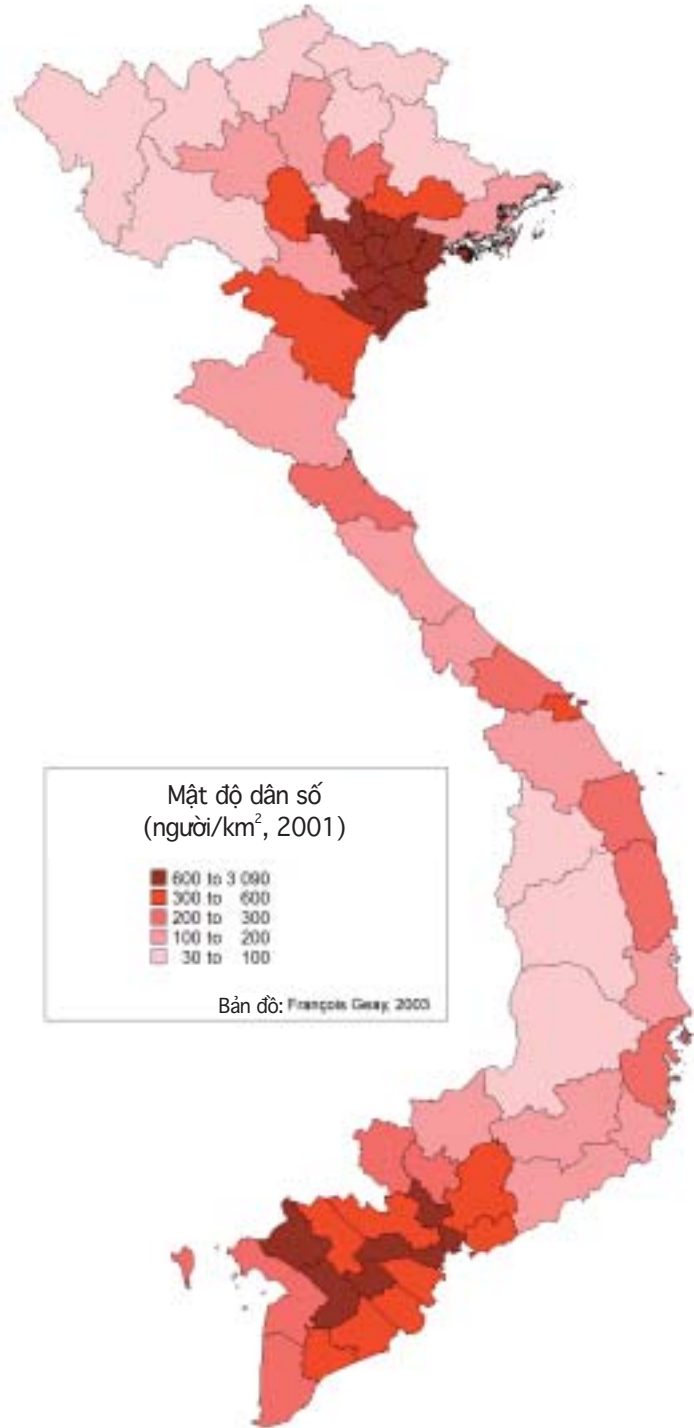 Mật độ dân số
(người/km², 2001)
600 to 3 090
300 to 600
200 to 300
100 to 200
30 to 100
Bản đồ: François Geay, 2003